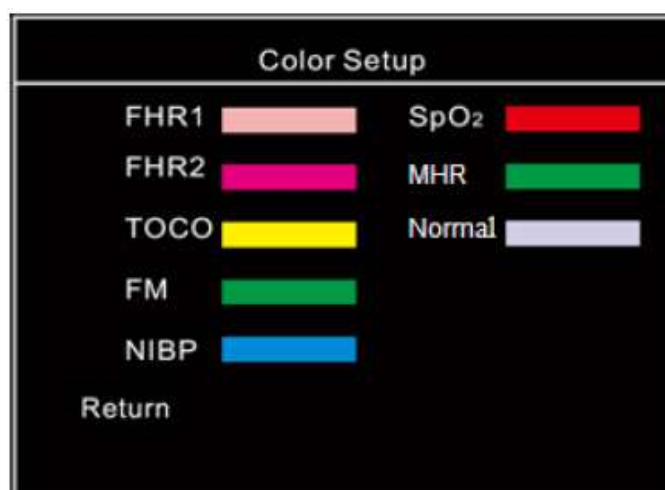 Color Setup
FHR1
FHR2
TOCO
FM
NIBP
SpO₂
MHR
Normal
Return